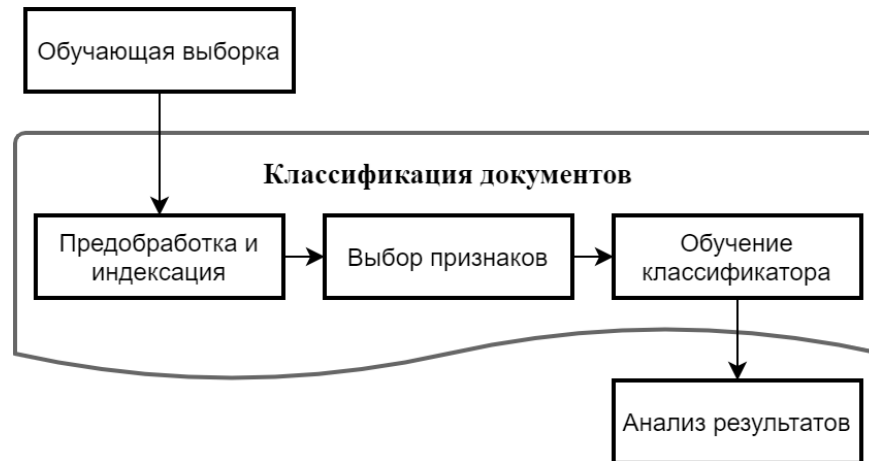 Обучающая выборка
Классификация документов
Предобработка и
индексация
Выбор признаков
Обучение
классификатора
Анализ результатов